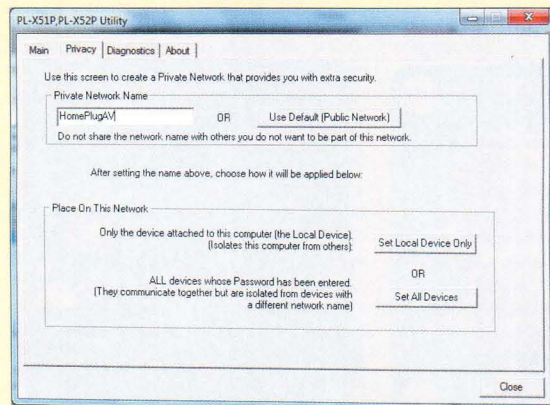 PL-X51P,PL-X52P Utility
Main Privacy Diagnostics About
Use this screen to create a Private Network that provides you with extra security.
Private Network Name
HomePlugAV OR Use Default (Public Network)
Do not share the network name with others you do not want to be part of this network.
After setting the name above, choose how it will be applied below:
Place On This Network
Only the device attached to this computer (the Local Device).
(Isolates this computer from others): Set Local Device Only
OR
ALL devices whose Password has been entered.
(They communicate together but are isolated from devices with
a different network name) Set All Devices
Close